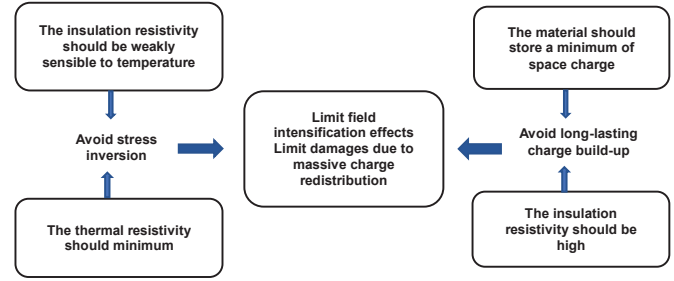 The insulation resistivity
should be weakly
sensible to temperature
Avoid stress
inversion
The thermal resistivity
should minimum
Limit field
intensification effects
Limit damages due to
massive charge
redistribution
The material should
store a minimum of
space charge
Avoid long-lasting
charge build-up
The insulation
resistivity should be
high